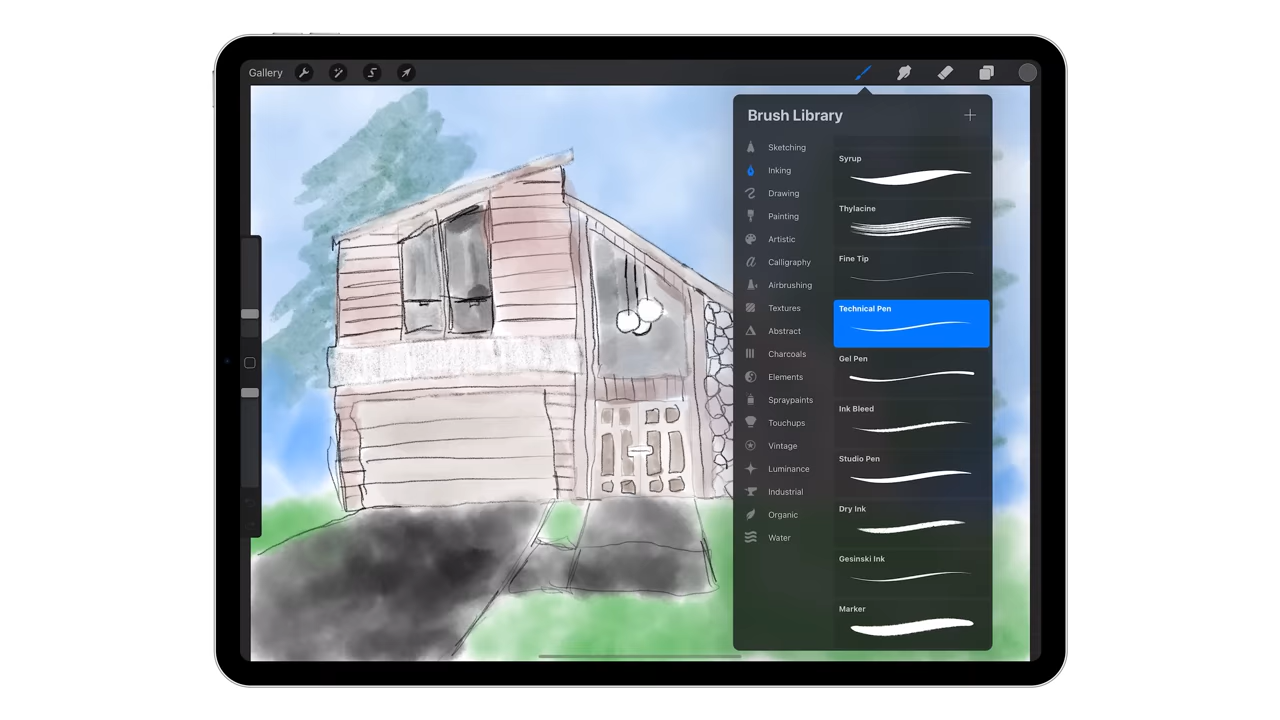 Gallery
Brush Library
Sketching
Inking
Drawing
Painting
Artistic
Calligraphy
Airbrushing
Textures
Abstract
Charcoals
Elements
Spraypaints
Touchups
Vintage
Luminance
Industrial
Organic
Water
Syrup
Thylacine
Fine Tip
Technical Pen
Gel Pen
Ink Bleed
Studio Pen
Dry Ink
Gesinski Ink
Marker